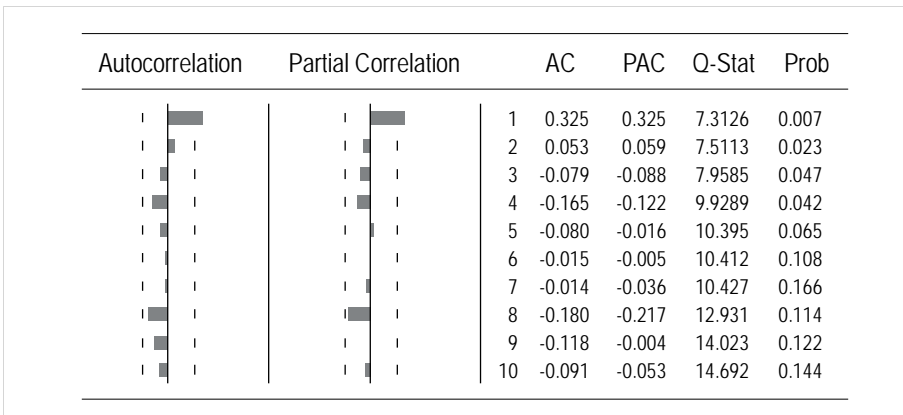 Autocorrelation Partial Correlation AC PAC Q-Stat Prob
1 0.325 0.325 7.3126 0.007
2 0.053 0.059 7.5113 0.023
3 -0.079 -0.088 7.9585 0.047
4 -0.165 -0.122 9.9289 0.042
5 -0.080 -0.016 10.395 0.065
6 -0.015 -0.005 10.412 0.108
7 -0.014 -0.036 10.427 0.166
8 -0.180 -0.217 12.931 0.114
9 -0.118 -0.004 14.023 0.122
10 -0.091 -0.053 14.692 0.144